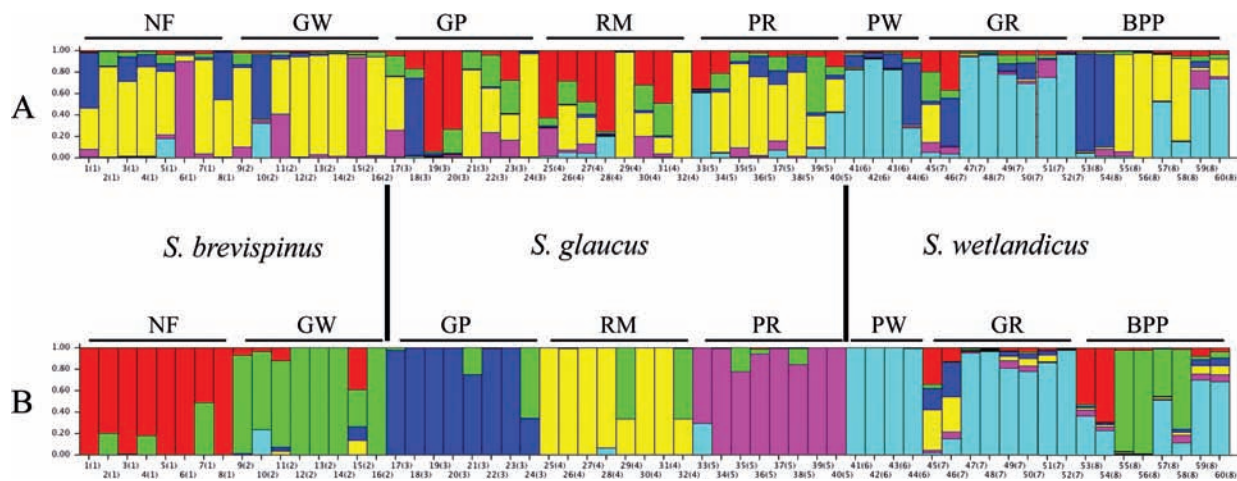 NF GW GP RM PR PW GR BPP
A
1.00
0.80
0.60
0.40
0.20
0.00
1(1) 3(1) 5(1) 7(1) 9(2) 11(2) 13(2) 15(2) 17(3) 19(3) 21(3) 23(3) 25(4) 27(4) 29(4) 31(4) 33(5) 35(5) 37(5) 39(5) 41(6) 43(6) 45(7) 47(7) 49(7) 51(7) 53(8) 55(8) 57(8) 59(8)
2(1) 4(1) 6(1) 8(1) 10(2) 12(2) 14(2) 16(2) 18(3) 20(3) 22(3) 24(3) 26(4) 28(4) 30(4) 32(4) 34(5) 36(5) 38(5) 40(5) 42(6) 44(6) 46(7) 48(7) 50(7) 52(7) 54(8) 56(8) 58(8) 60(8)
S. brevispinus S. glaucus S. wetlandicus
NF GW GP RM PR PW GR BPP
B
1.00
0.80
0.60
0.40
0.20
0.00
1(1) 3(1) 5(1) 7(1) 9(2) 11(2) 13(2) 15(2) 17(3) 19(3) 21(3) 23(3) 25(4) 27(4) 29(4) 31(4) 33(5) 35(5) 37(5) 39(5) 41(6) 43(6) 45(7) 47(7) 49(7) 51(7) 53(8) 55(8) 57(8) 59(8)
2(1) 4(1) 6(1) 8(1) 10(2) 12(2) 14(2) 16(2) 18(3) 20(3) 22(3) 24(3) 26(4) 28(4) 30(4) 32(4) 34(5) 36(5) 38(5) 40(5) 42(6) 44(6) 46(7) 48(7) 50(7) 52(7) 54(8) 56(8) 58(8) 60(8)